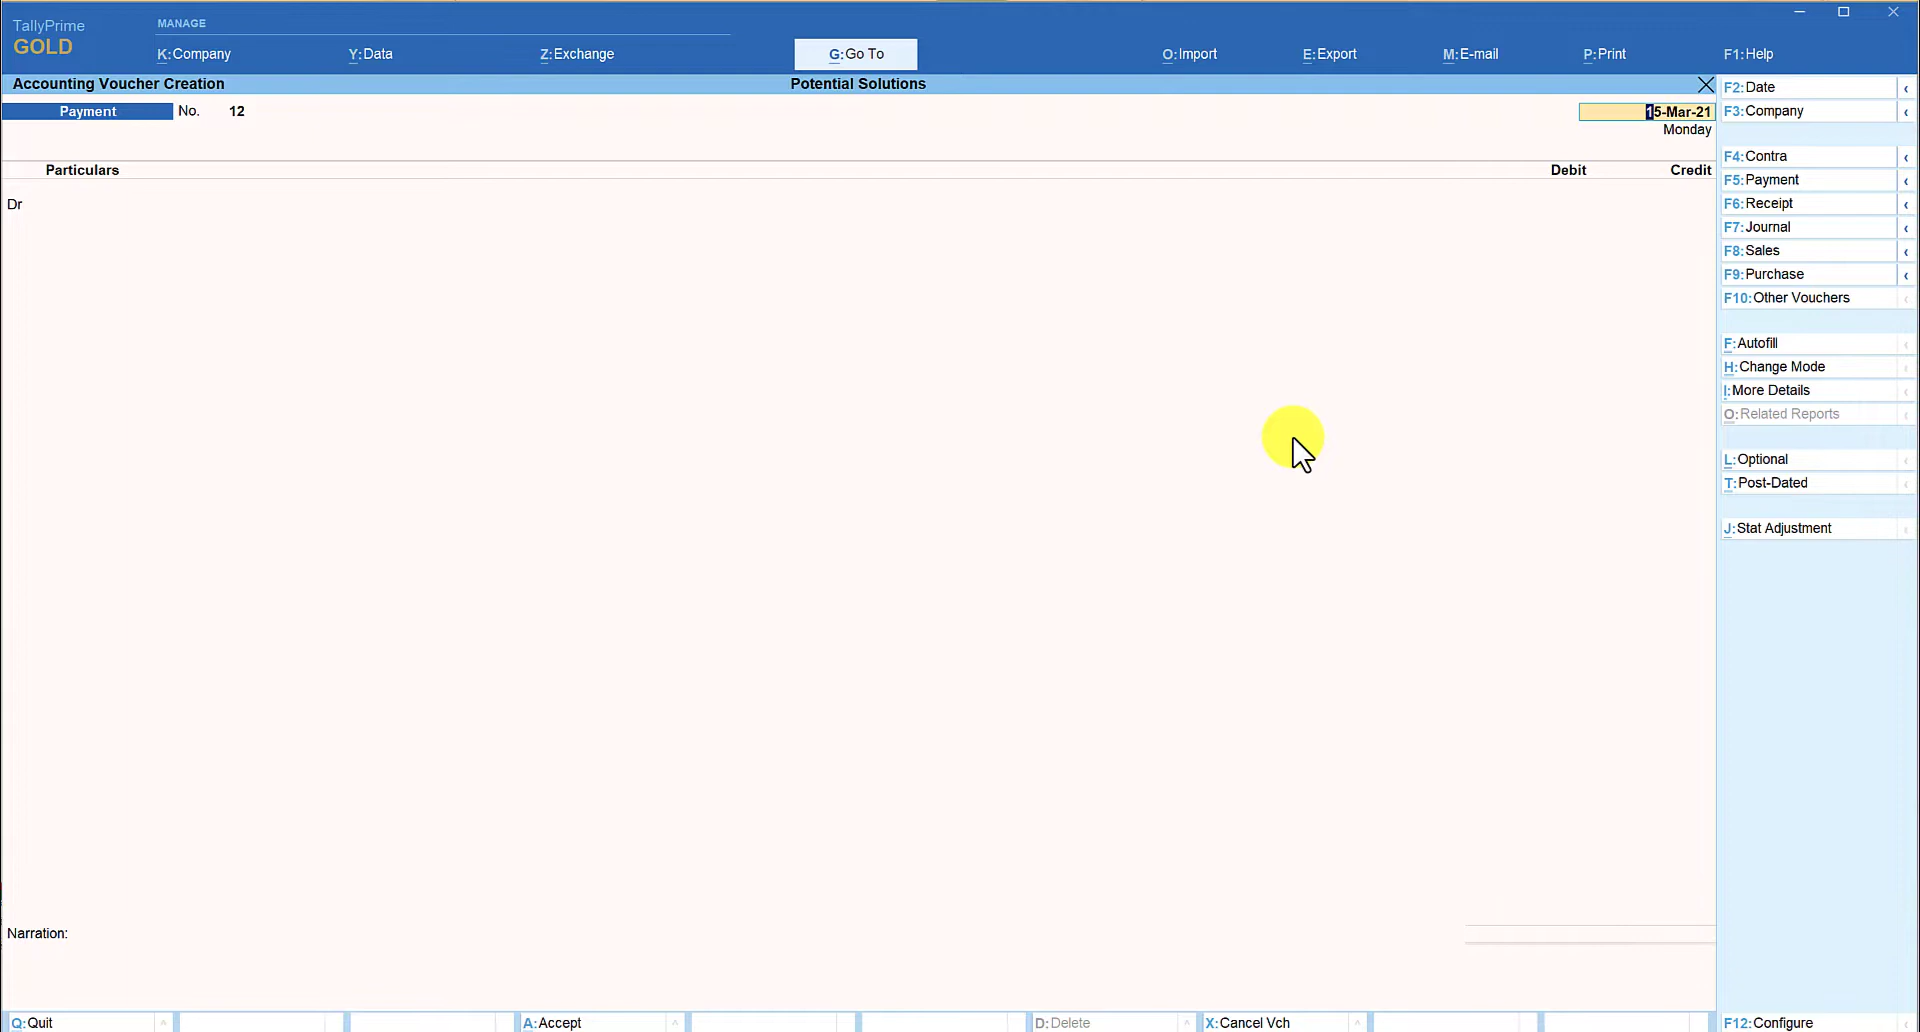 TallyPrime
GOLD
MANAGE
K:Company
Y:Data
Z:Exchange
G:Go To
O:Import
E:Export
M:E-mail
P:Print
F1:Help
Accounting Voucher Creation
Potential Solutions
Payment No. 12
15-Mar-21
Monday
Particulars Debit Credit
Dr
Narration:
F2:Date
F3:Company
F4:Contra
F5:Payment
F6:Receipt
F7:Journal
F8:Sales
F9:Purchase
F10:Other Vouchers
F:Autofill
H:Change Mode
I:More Details
O:Related Reports
L:Optional
T:Post-Dated
J:Stat Adjustment
Q:Quit
A:Accept
D:Delete
X:Cancel Vch
F12:Configure